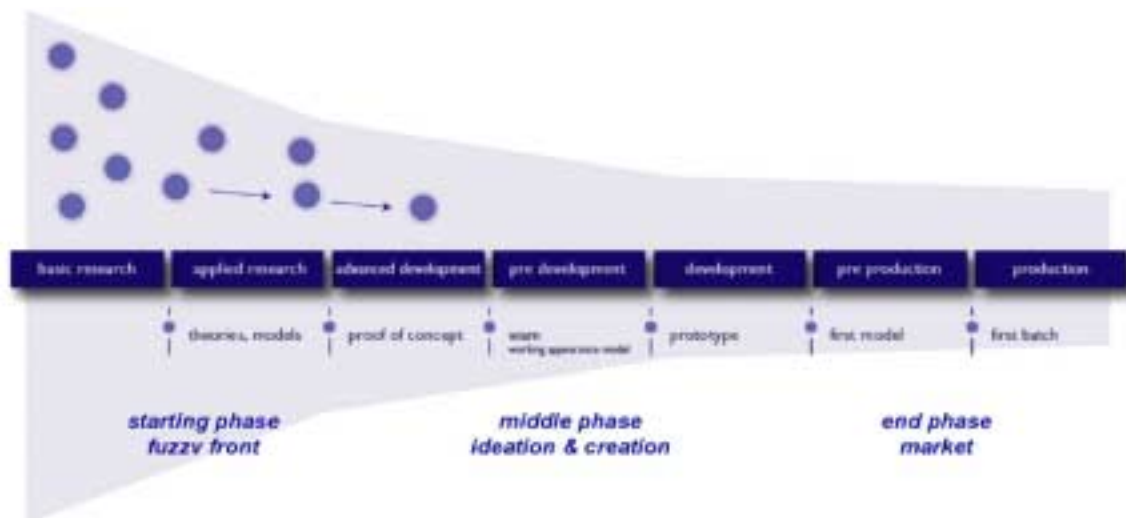 basic research
applied research
advanced development
pre development
development
pre production
production
theories, models
proof of concept
wam
working appearance model
prototype
first model
first batch
starting phase
fuzzy front
middle phase
ideation & creation
end phase
market